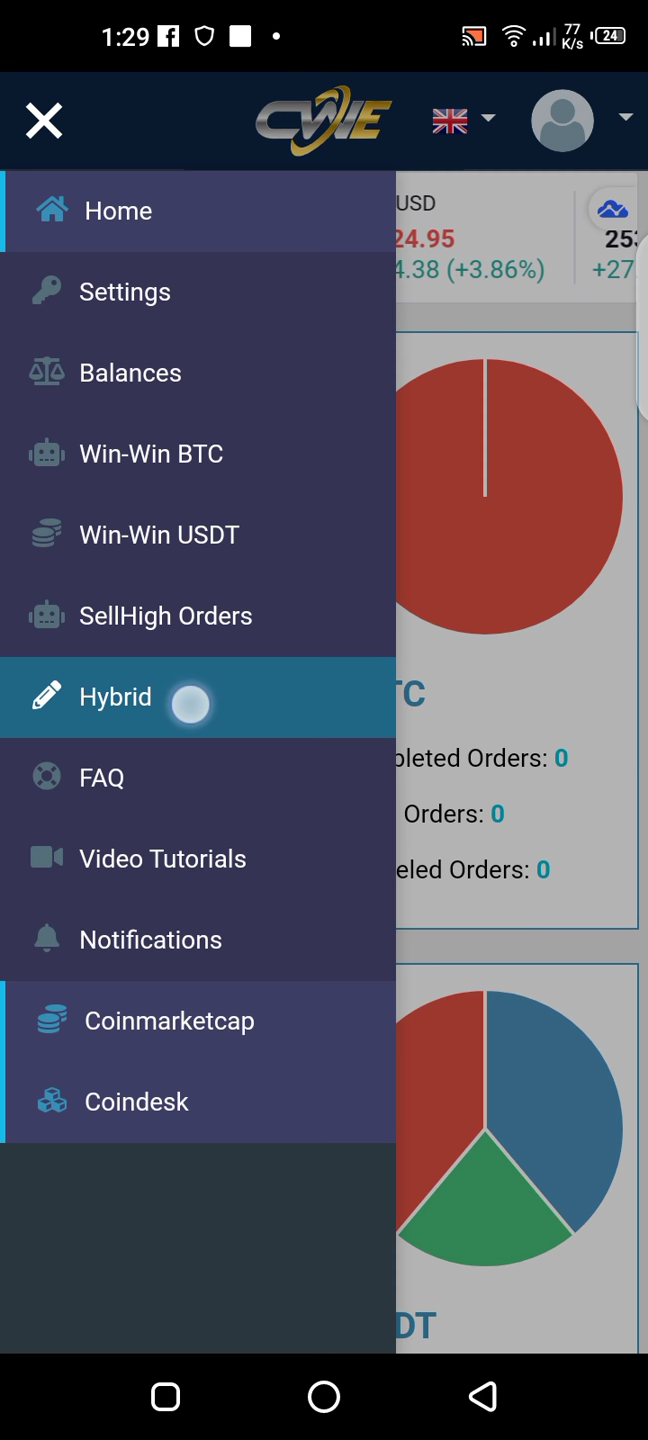 1:29
77
K/s
24
CWE
Home
Settings
Balances
Win-Win BTC
Win-Win USDT
SellHigh Orders
Hybrid
FAQ
Video Tutorials
Notifications
Coinmarketcap
Coindesk
USD
24.95
4.38 (+3.86%)
253
+27
TC
pleted Orders: 0
Orders: 0
eled Orders: 0
DT